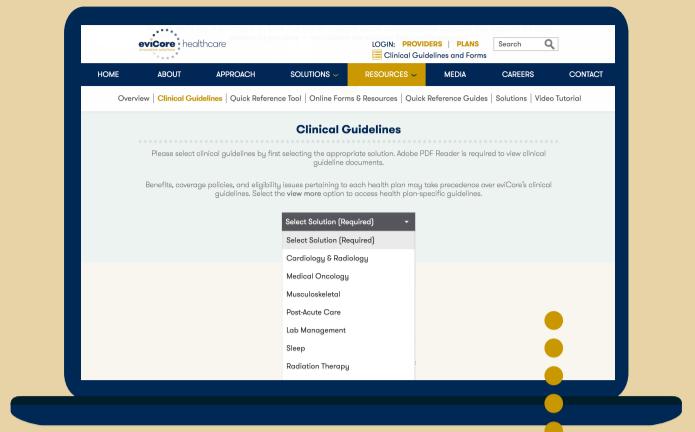 eviCore healthcare
innovative solutions
LOGIN: PROVIDERS | PLANS
Search
Clinical Guidelines and Forms
HOME ABOUT APPROACH SOLUTIONS RESOURCES MEDIA CAREERS CONTACT
Overview | Clinical Guidelines | Quick Reference Tool | Online Forms & Resources | Quick Reference Guides | Solutions | Video Tutorial
Clinical Guidelines
Please select clinical guidelines by first selecting the appropriate solution. Adobe PDF Reader is required to view clinical
guideline documents.
Benefits, coverage policies, and eligibility issues pertaining to each health plan may take precedence over eviCore's clinical
guidelines. Select the view more option to access health plan-specific guidelines.
Select Solution (Required)
Select Solution (Required)
Cardiology & Radiology
Medical Oncology
Musculoskeletal
Post-Acute Care
Lab Management
Sleep
Radiation Therapy